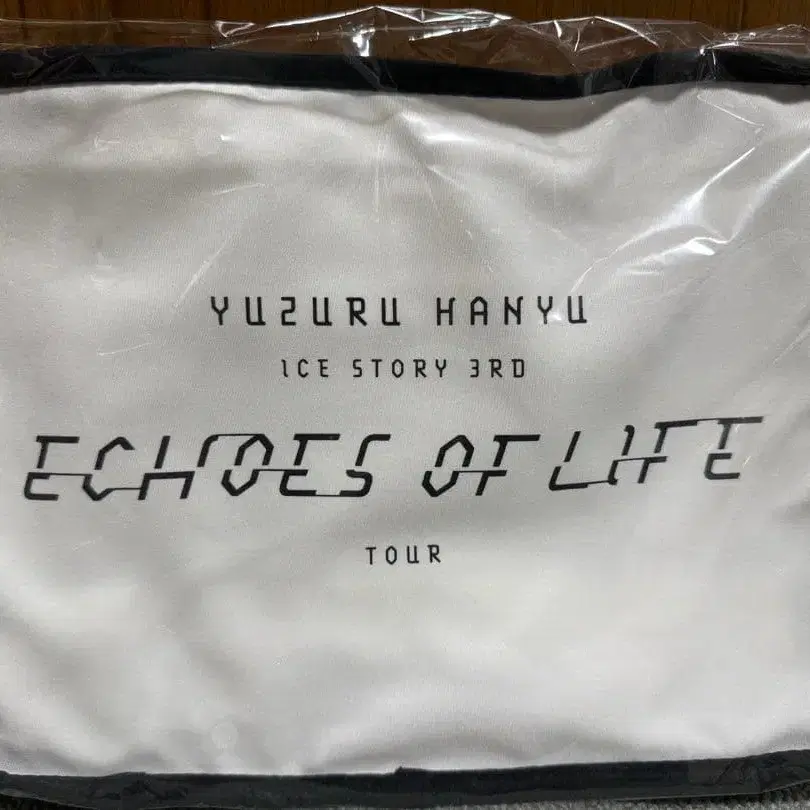 YUZURU HANYU
ICE STORY 3RD
ECHOES OF LIFE
TOUR